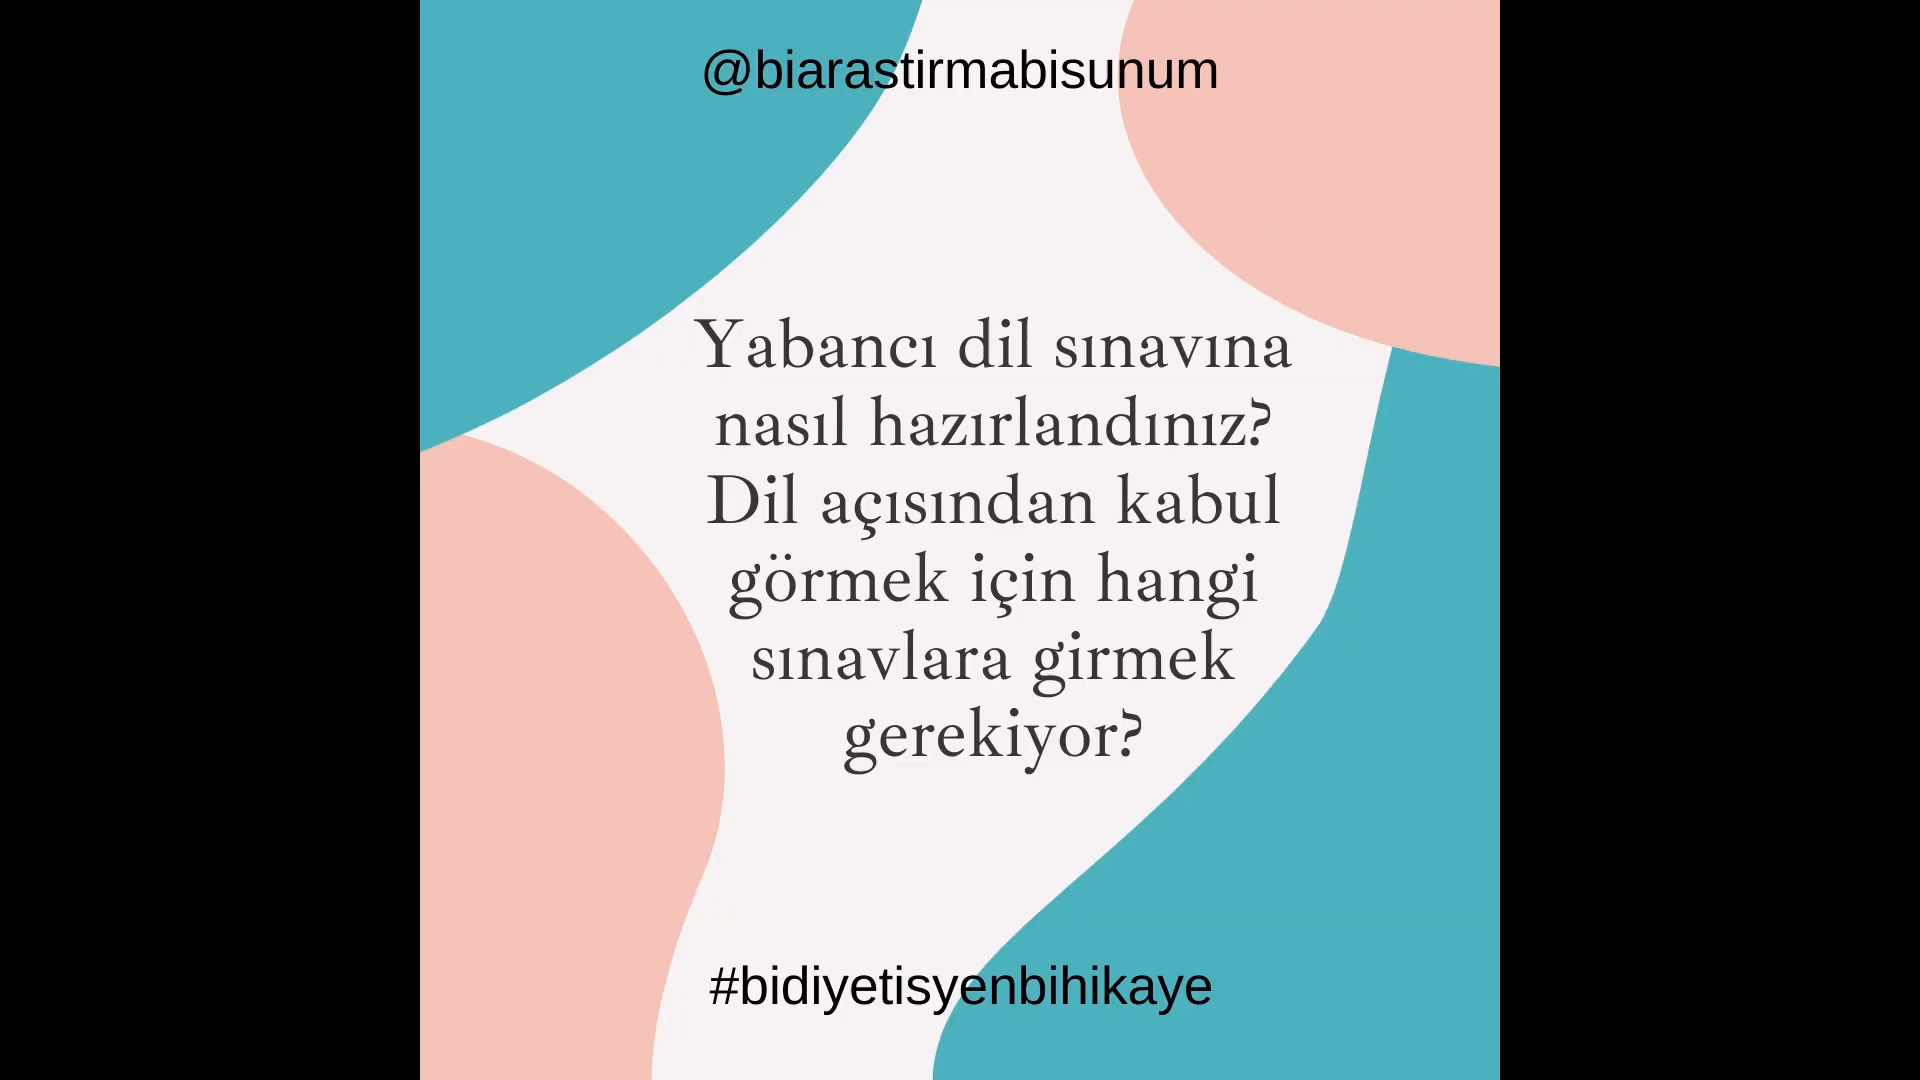 @biarastirmabisunum
Yabancı dil sınavına
nasıl hazırlandınız?
Dil açısından kabul
görmek için hangi
sınavlara girmek
gerekiyor?
#bidiyetisyenbihikaye